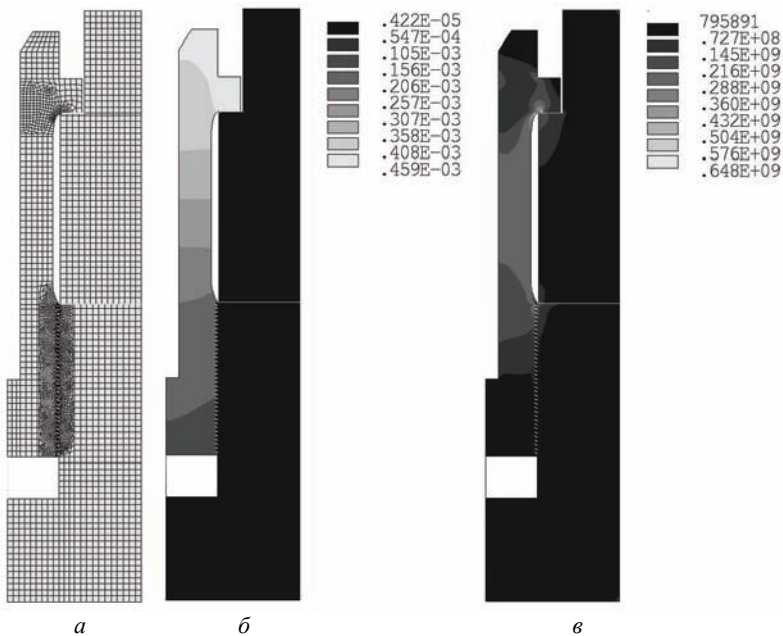 .422E-05
.547E-04
.105E-03
.156E-03
.206E-03
.257E-03
.307E-03
.358E-03
.408E-03
.459E-03
795891
.727E+08
.145E+09
.216E+09
.288E+09
.360E+09
.432E+09
.504E+09
.576E+09
.648E+09
а
б
в